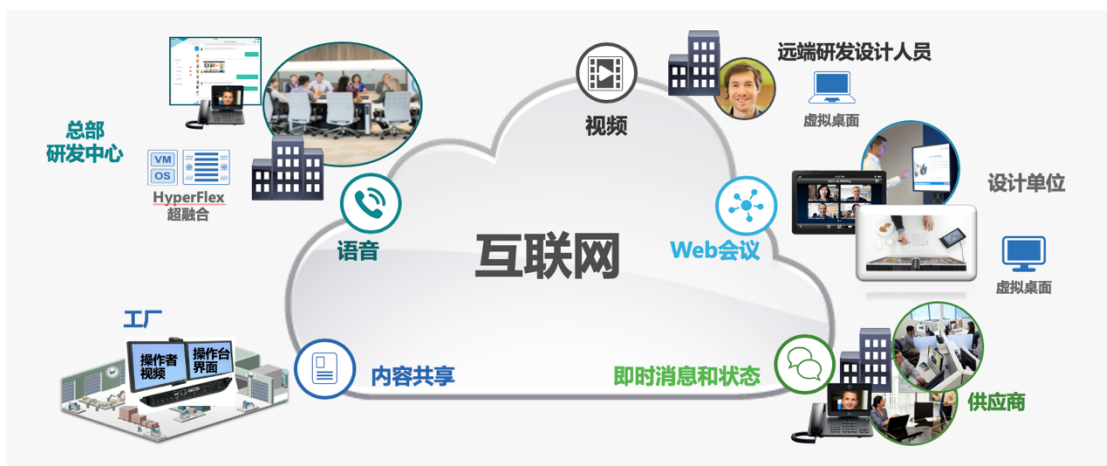 视频
远端研发设计人员
虚拟桌面
总部
研发中心
VM
OS
HyperFlex
超融合
语音
互联网
Web会议
设计单位
虚拟桌面
工厂
操作者
视频
操作台
界面
内容共享
即时消息和状态
供应商